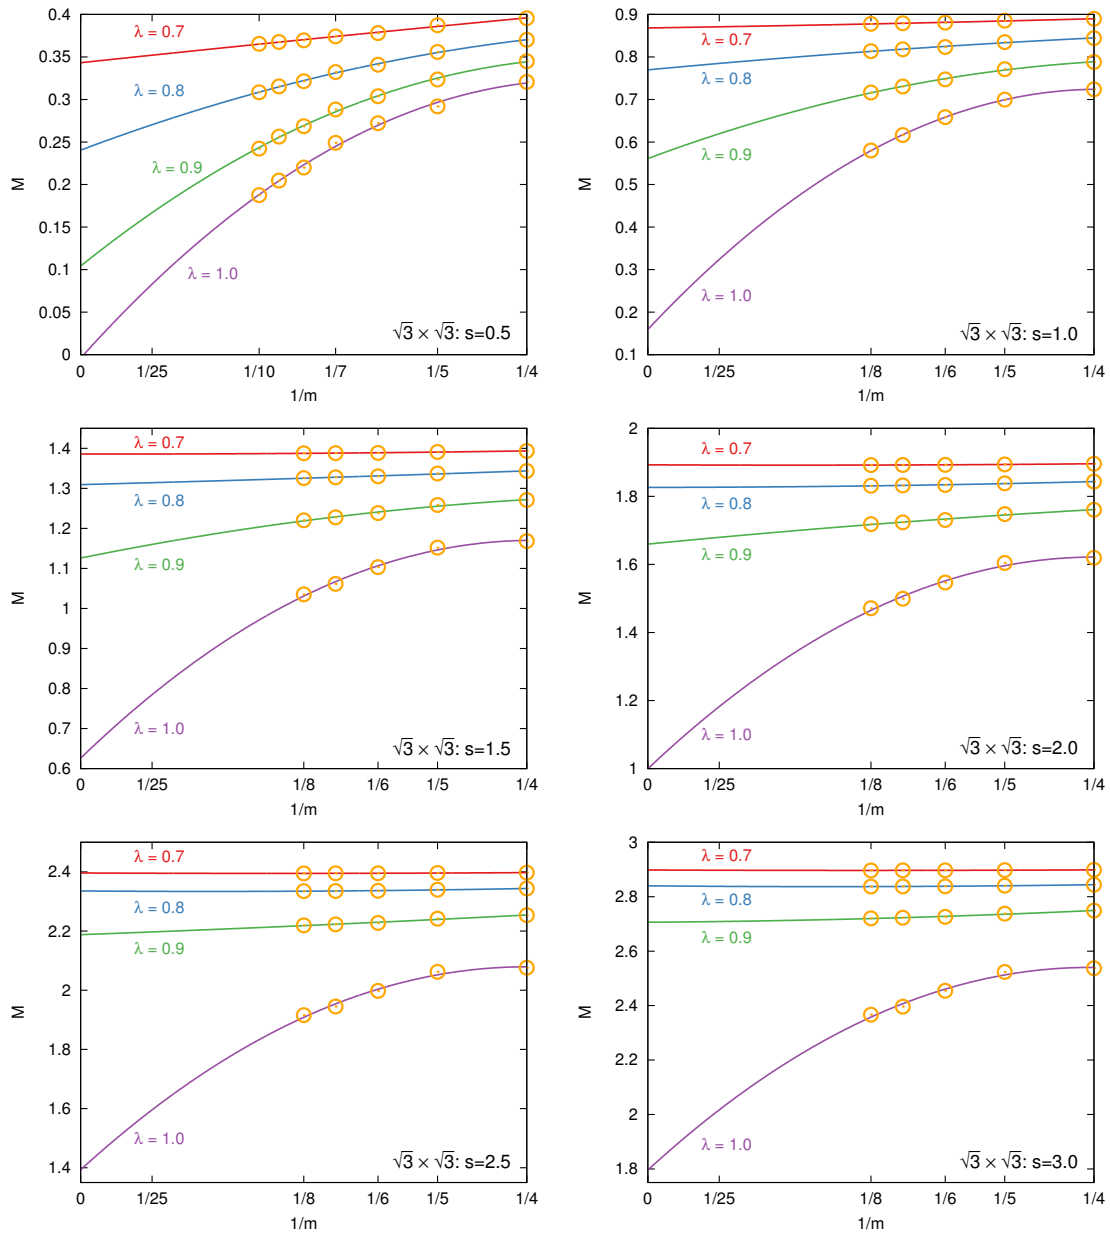 0.4
0.35
0.3
0.25
0.2
0.15
0.1
0.05
0
M
λ = 0.7
λ = 0.8
λ = 0.9
λ = 1.0
√3 × √3: s=0.5
0 1/25 1/10 1/7 1/5 1/4
1/m
0.9
0.8
0.7
0.6
0.5
0.4
0.3
0.2
0.1
M
λ = 0.7
λ = 0.8
λ = 0.9
λ = 1.0
√3 × √3: s=1.0
0 1/25 1/8 1/6 1/5 1/4
1/m
1.4
1.3
1.2
1.1
1
0.9
0.8
0.7
0.6
M
λ = 0.7
λ = 0.8
λ = 0.9
λ = 1.0
√3 × √3: s=1.5
0 1/25 1/8 1/6 1/5 1/4
1/m
2
1.8
1.6
1.4
1.2
1
M
λ = 0.7
λ = 0.8
λ = 0.9
λ = 1.0
√3 × √3: s=2.0
0 1/25 1/8 1/6 1/5 1/4
1/m
2.4
2.2
2
1.8
1.6
1.4
M
λ = 0.7
λ = 0.8
λ = 0.9
λ = 1.0
√3 × √3: s=2.5
0 1/25 1/8 1/6 1/5 1/4
1/m
3
2.8
2.6
2.4
2.2
2
1.8
M
λ = 0.7
λ = 0.8
λ = 0.9
λ = 1.0
√3 × √3: s=3.0
0 1/25 1/8 1/6 1/5 1/4
1/m